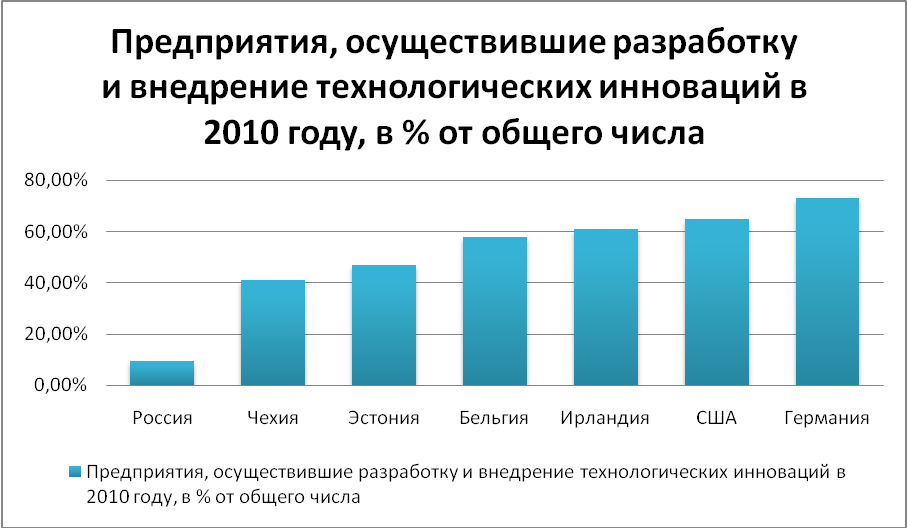 Предприятия, осуществившие разработку
и внедрение технологических инноваций в
2010 году, в % от общего числа
80,00%
60,00%
40,00%
20,00%
0,00%
Россия
Чехия
Эстония
Бельгия
Ирландия
США
Германия
Предприятия, осуществившие разработку и внедрение технологических инноваций в
2010 году, в % от общего числа